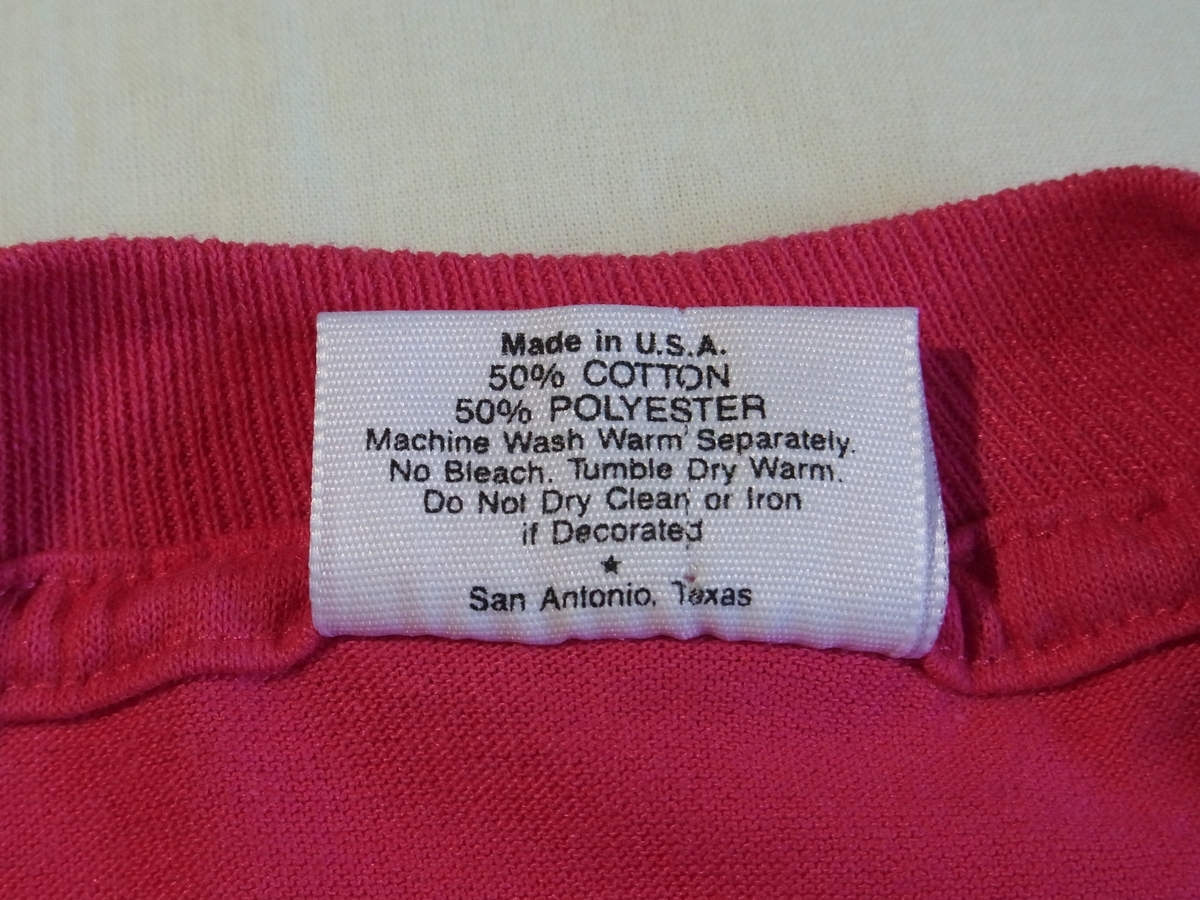 Made in U.S.A.
50% COTTON
50% POLYESTER
Machine Wash Warm Separately.
No Bleach. Tumble Dry Warm.
Do Not Dry Clean or Iron
if Decorated
★
San Antonio, Texas